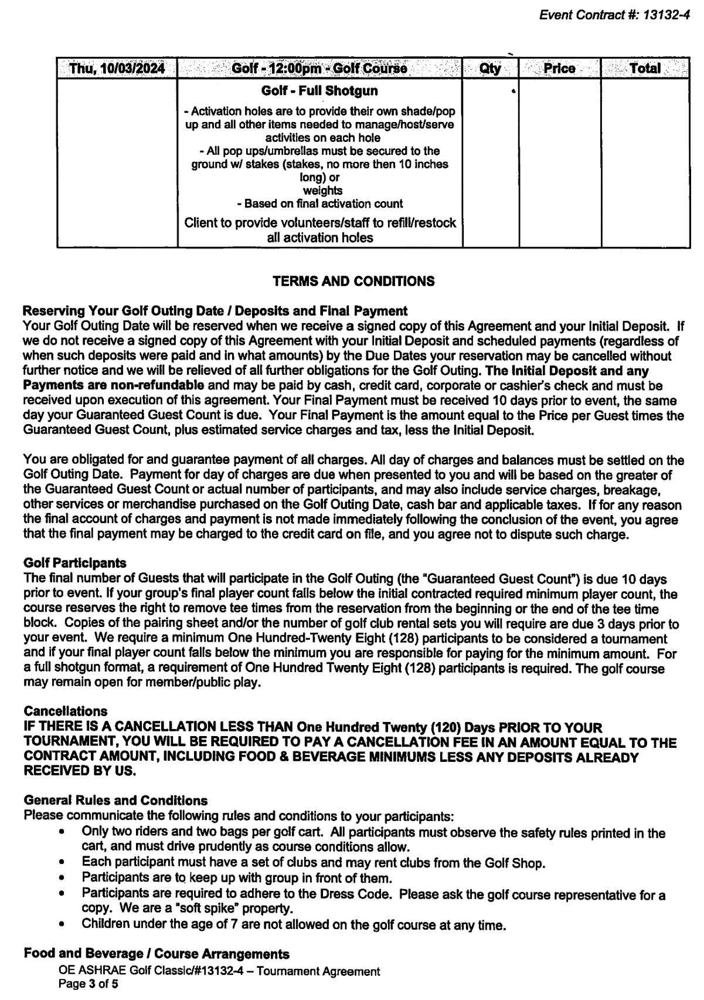 Event Contract #: 13132-4
Thu, 10/03/2024 Golf - 12:00pm - Golf Course Qty Price Total
Golf - Full Shotgun
- Activation holes are to provide their own shade/pop
up and all other items needed to manage/host/serve
activities on each hole
- All pop ups/umbrellas must be secured to the
ground w/ stakes (stakes, no more then 10 inches
long) or
weights
- Based on final activation count
Client to provide volunteers/staff to refill/restock
all activation holes
TERMS AND CONDITIONS
Reserving Your Golf Outing Date / Deposits and Final Payment
Your Golf Outing Date will be reserved when we receive a signed copy of this Agreement and your Initial Deposit. If
we do not receive a signed copy of this Agreement with your Initial Deposit and scheduled payments (regardless of
when such deposits were paid and in what amounts) by the Due Dates your reservation may be cancelled without
further notice and we will be relieved of all further obligations for the Golf Outing. The Initial Deposit and any
Payments are non-refundable and may be paid by cash, credit card, corporate or cashier's check and must be
received upon execution of this agreement. Your Final Payment must be received 10 days prior to event, the same
day your Guaranteed Guest Count is due. Your Final Payment is the amount equal to the Price per Guest times the
Guaranteed Guest Count, plus estimated service charges and tax, less the Initial Deposit.
You are obligated for and guarantee payment of all charges. All day of charges and balances must be settled on the
Golf Outing Date. Payment for day of charges are due when presented to you and will be based on the greater of
the Guaranteed Guest Count or actual number of participants, and may also include service charges, breakage,
other services or merchandise purchased on the Golf Outing Date, cash bar and applicable taxes. If for any reason
the final account of charges and payment is not made immediately following the conclusion of the event, you agree
that the final payment may be charged to the credit card on file, and you agree not to dispute such charge.
Golf Participants
The final number of Guests that will participate in the Golf Outing (the "Guaranteed Guest Count") is due 10 days
prior to event. If your group's final player count falls below the initial contracted required minimum player count, the
course reserves the right to remove tee times from the reservation from the beginning or the end of the tee time
block. Copies of the pairing sheet and/or the number of golf club rental sets you will require are due 3 days prior to
your event. We require a minimum One Hundred-Twenty Eight (128) participants to be considered a tournament
and if your final player count falls below the minimum you are responsible for paying for the minimum amount. For
a full shotgun format, a requirement of One Hundred Twenty Eight (128) participants is required. The golf course
may remain open for member/public play.
Cancellations
IF THERE IS A CANCELLATION LESS THAN One Hundred Twenty (120) Days PRIOR TO YOUR
TOURNAMENT, YOU WILL BE REQUIRED TO PAY A CANCELLATION FEE IN AN AMOUNT EQUAL TO THE
CONTRACT AMOUNT, INCLUDING FOOD & BEVERAGE MINIMUMS LESS ANY DEPOSITS ALREADY
RECEIVED BY US.
General Rules and Conditions
Please communicate the following rules and conditions to your participants:
• Only two riders and two bags per golf cart. All participants must observe the safety rules printed in the
cart, and must drive prudently as course conditions allow.
• Each participant must have a set of clubs and may rent clubs from the Golf Shop.
• Participants are to keep up with group in front of them.
• Participants are required to adhere to the Dress Code. Please ask the golf course representative for a
copy. We are a "soft spike" property.
• Children under the age of 7 are not allowed on the golf course at any time.
Food and Beverage / Course Arrangements
OE ASHRAE Golf Classic/#13132-4 – Tournament Agreement
Page 3 of 5